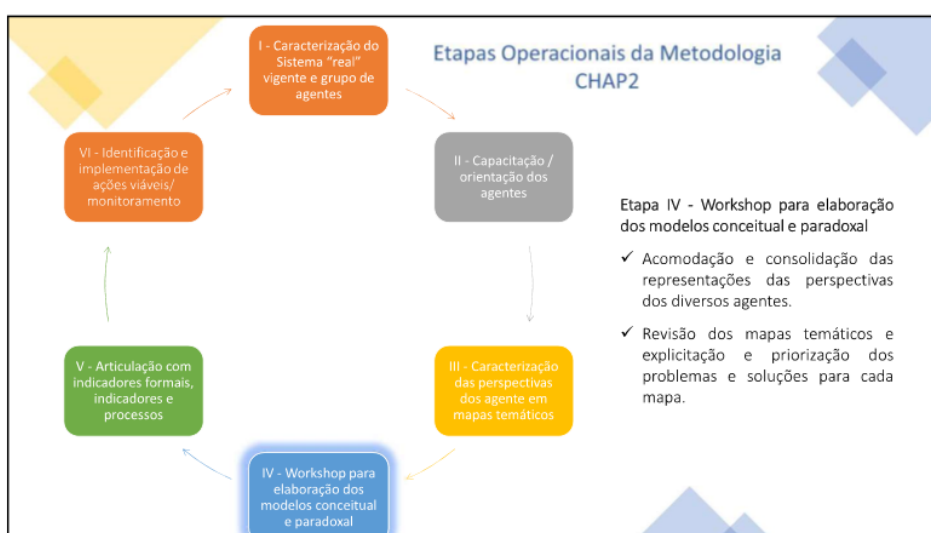 Etapas Operacionais da Metodologia
CHAP2
I - Caracterização do
Sistema “real”
vigente e grupo de
agentes
II - Capacitação /
orientação dos
agentes
III - Caracterização
das perspectivas
dos agente em
mapas temáticos
IV - Workshop para
elaboração dos
modelos conceitual
e paradoxal
V - Articulação com
indicadores formais,
indicadores e
processos
VI - Identificação e
implementação de
ações viáveis/
monitoramento
Etapa IV - Workshop para elaboração
dos modelos conceitual e paradoxal
✓ Acomodação e consolidação das
representações das perspectivas
dos diversos agentes.
✓ Revisão dos mapas temáticos e
explicitação e priorização dos
problemas e soluções para cada
mapa.